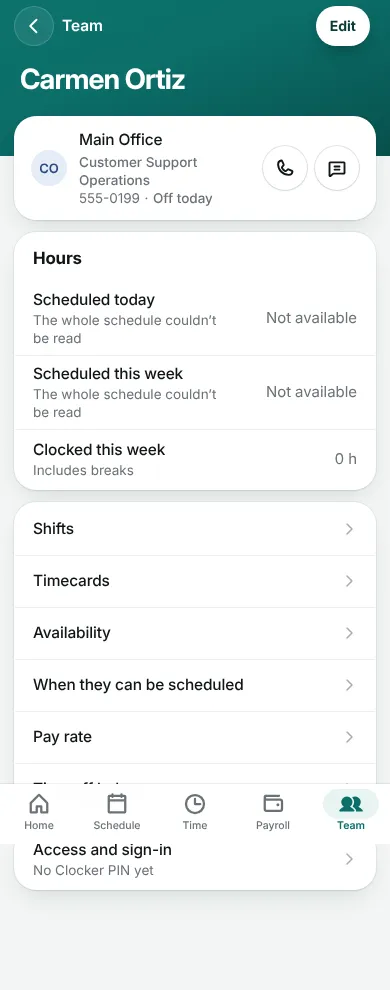 Team
Edit
Carmen Ortiz
CO
Main Office
Customer Support
Operations
555-0199 · Off today
Hours
Scheduled today
The whole schedule couldn't
be read
Not available
Scheduled this week
The whole schedule couldn't
be read
Not available
Clocked this week
Includes breaks
0 h
Shifts
Timecards
Availability
When they can be scheduled
Pay rate
Home
Schedule
Time
Payroll
Team
Access and sign-in
No Clocker PIN yet